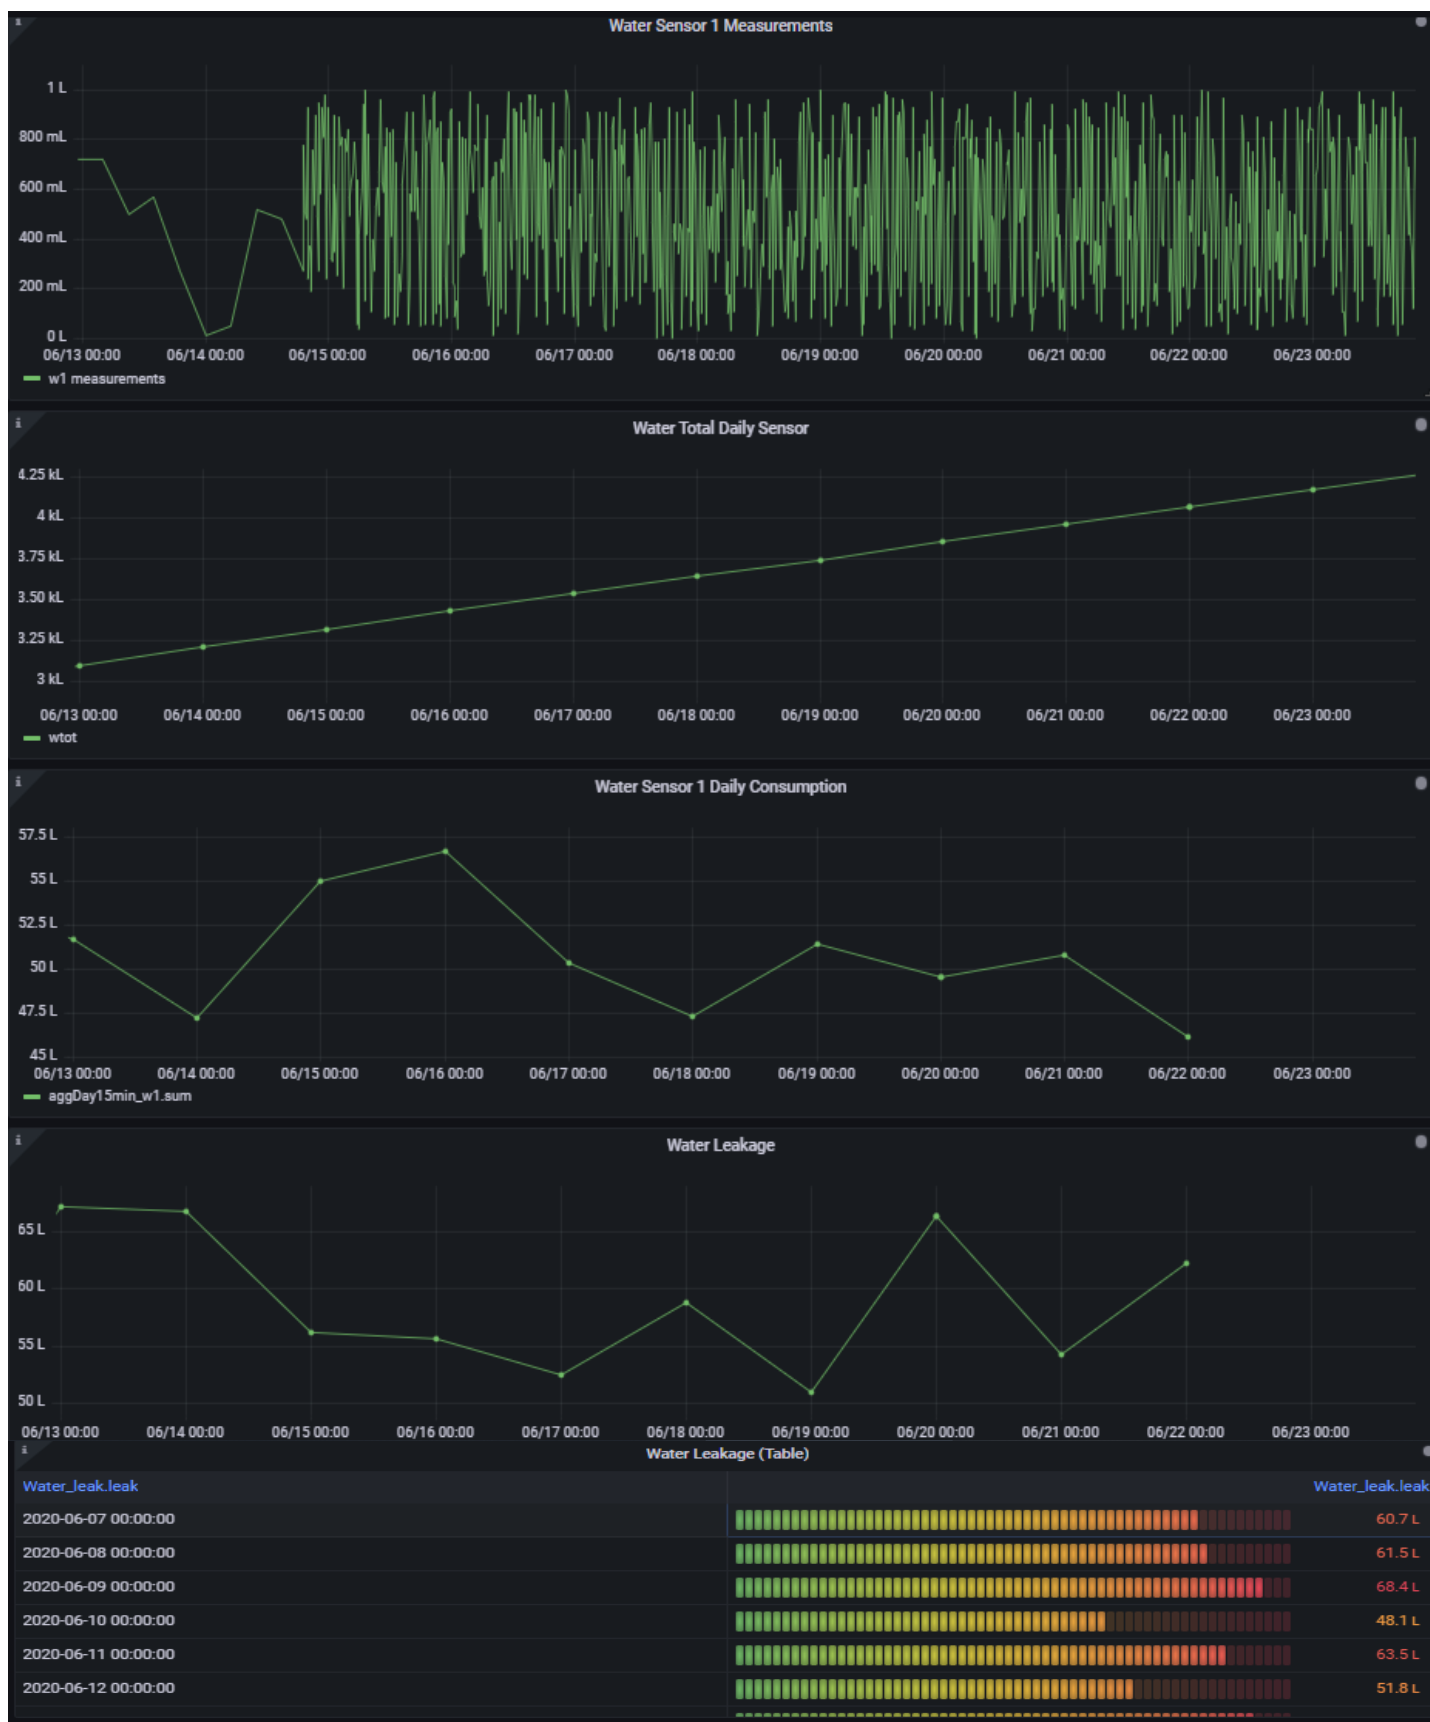 Water Sensor 1 Measurements
1 L
800 mL
600 mL
400 mL
200 mL
0 L
06/13 00:00 06/14 00:00 06/15 00:00 06/16 00:00 06/17 00:00 06/18 00:00 06/19 00:00 06/20 00:00 06/21 00:00 06/22 00:00 06/23 00:00
w1 measurements
Water Total Daily Sensor
4.25 kL
4 kL
3.75 kL
3.50 kL
3.25 kL
3 kL
06/13 00:00 06/14 00:00 06/15 00:00 06/16 00:00 06/17 00:00 06/18 00:00 06/19 00:00 06/20 00:00 06/21 00:00 06/22 00:00 06/23 00:00
wtot
Water Sensor 1 Daily Consumption
57.5 L
55 L
52.5 L
50 L
47.5 L
45 L
06/13 00:00 06/14 00:00 06/15 00:00 06/16 00:00 06/17 00:00 06/18 00:00 06/19 00:00 06/20 00:00 06/21 00:00 06/22 00:00 06/23 00:00
aggDay15min_w1.sum
Water Leakage
65 L
60 L
55 L
50 L
06/13 00:00 06/14 00:00 06/15 00:00 06/16 00:00 06/17 00:00 06/18 00:00 06/19 00:00 06/20 00:00 06/21 00:00 06/22 00:00 06/23 00:00
Water Leakage (Table)
Water_leak.leak Water_leak.leak
2020-06-07 00:00:00 60.7 L
2020-06-08 00:00:00 61.5 L
2020-06-09 00:00:00 68.4 L
2020-06-10 00:00:00 48.1 L
2020-06-11 00:00:00 63.5 L
2020-06-12 00:00:00 51.8 L